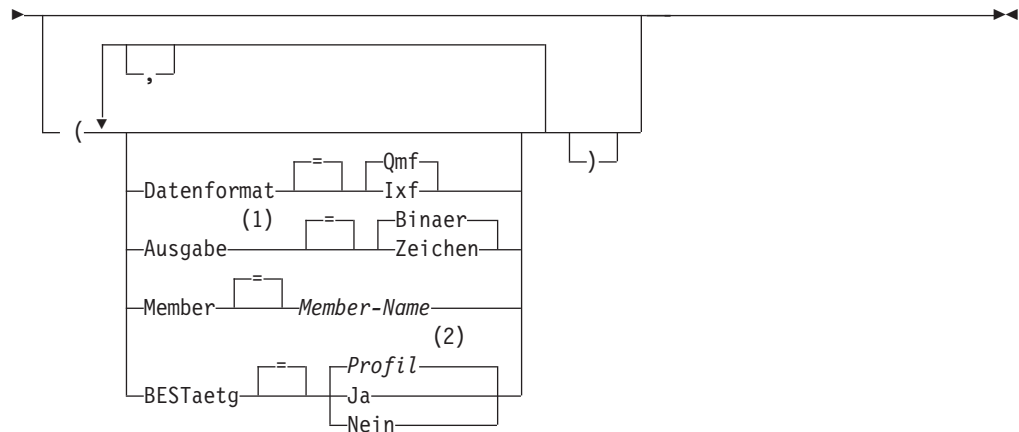 ,
(
)
= Qmf
Datenformat Ixf
(1)
= Binaer
Ausgabe Zeichen
=
Member Member-Name
(2)
= Profil
BESTaetg Ja
Nein